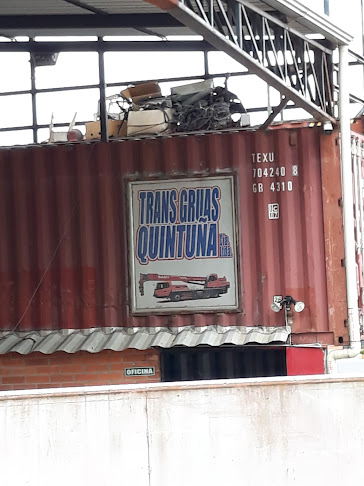 TEXU
704240 8
GB 4310
TRANS GRUAS
QUINTUÑA
OFICINA